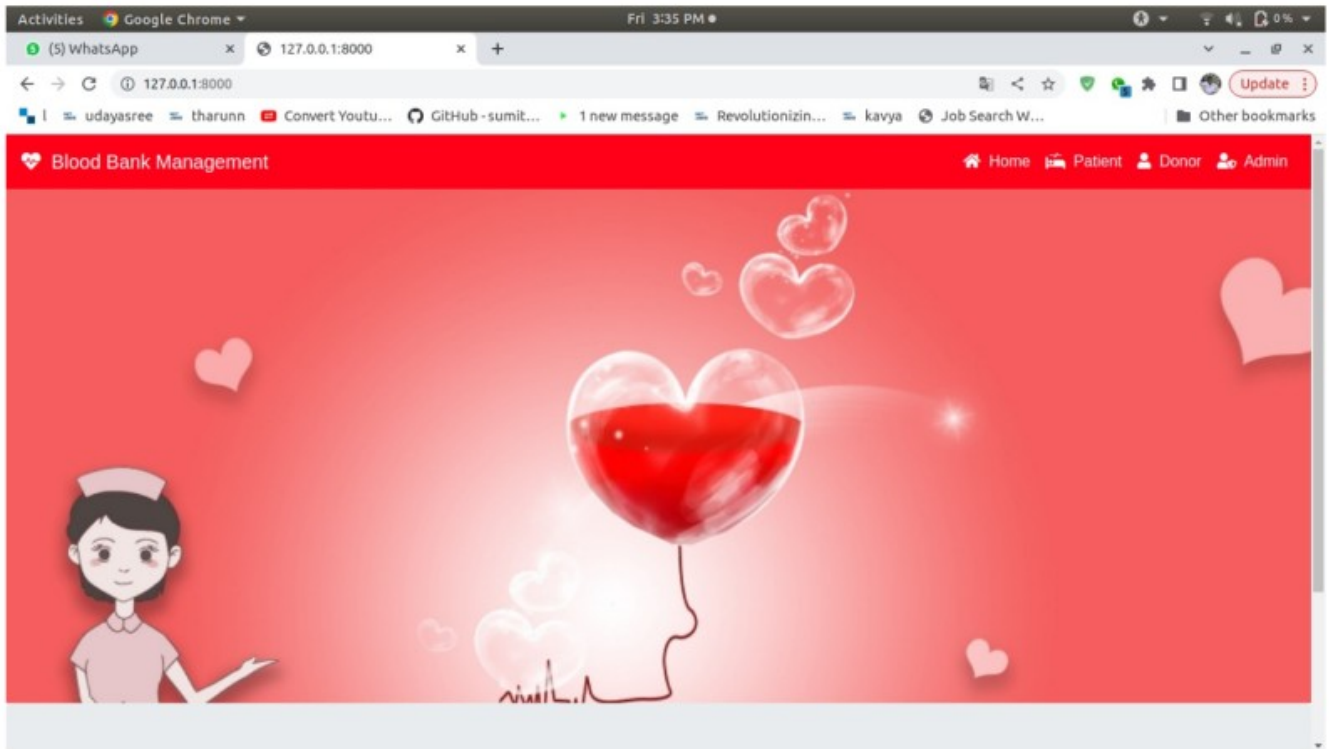 Activities Google Chrome Fri 3:35 PM 0%
(5) WhatsApp 127.0.0.1:8000
127.0.0.1:8000 Update
l udayasree tharunn Convert Youtu... GitHub - sumit... 1 new message Revolutionizin... kavya Job Search W... Other bookmarks
Blood Bank Management Home Patient Donor Admin